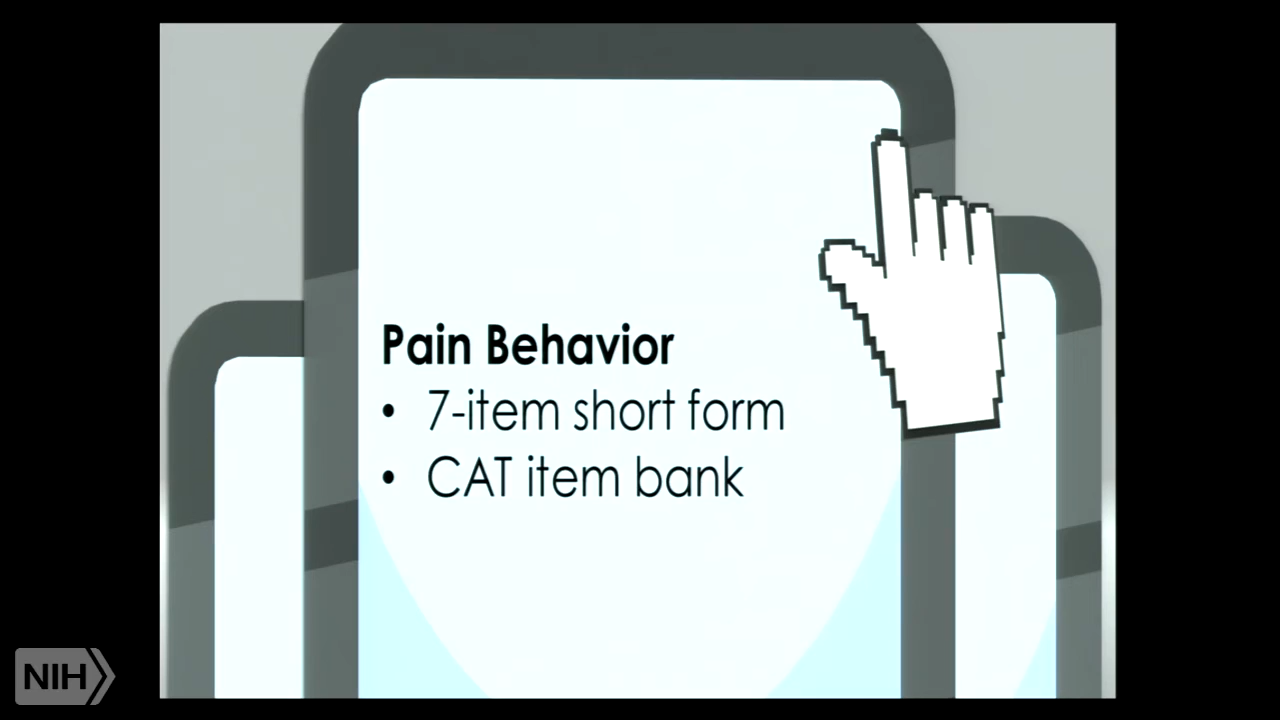 Pain Behavior
• 7-item short form
• CAT item bank
NIH